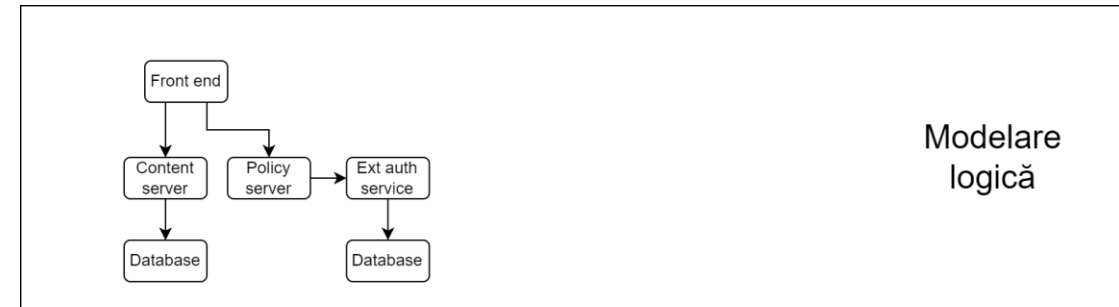 Front end
Content
server
Policy
server
Ext auth
service
Database
Database
Modelare
logică